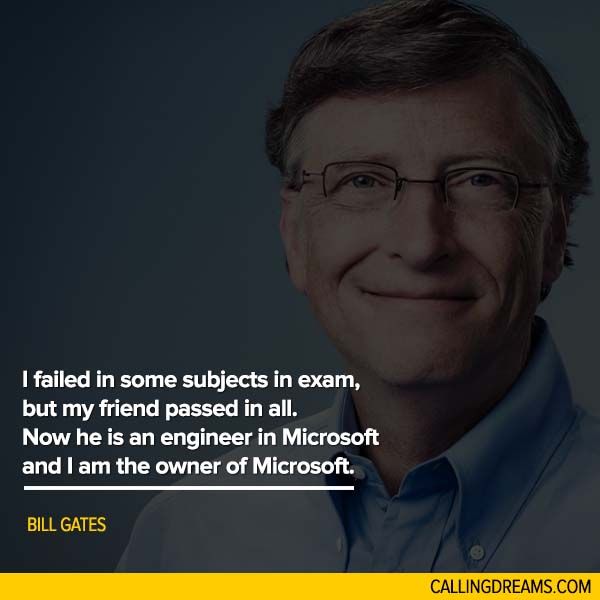 I failed in some subjects in exam,
but my friend passed in all.
Now he is an engineer in Microsoft
and I am the owner of Microsoft.
BILL GATES
CALLINGDREAMS.COM